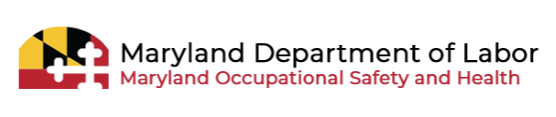 Maryland Department of Labor
Maryland Occupational Safety and Health